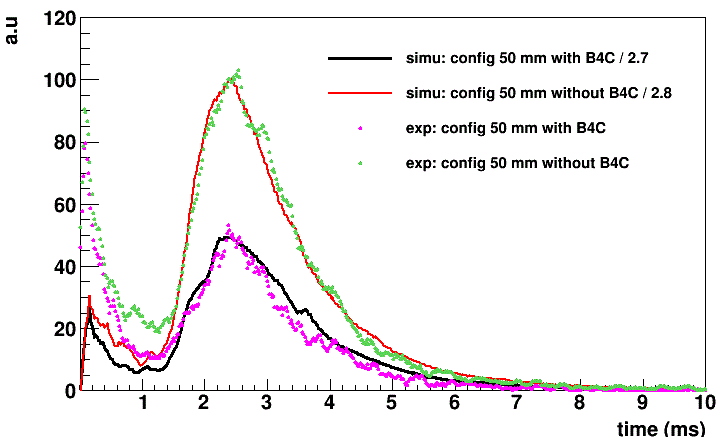 a.u
120
100
80
60
40
20
0
simu: config 50 mm with B4C / 2.7
simu: config 50 mm without B4C / 2.8
exp: config 50 mm with B4C
exp: config 50 mm without B4C
1 2 3 4 5 6 7 8 9 10
time (ms)